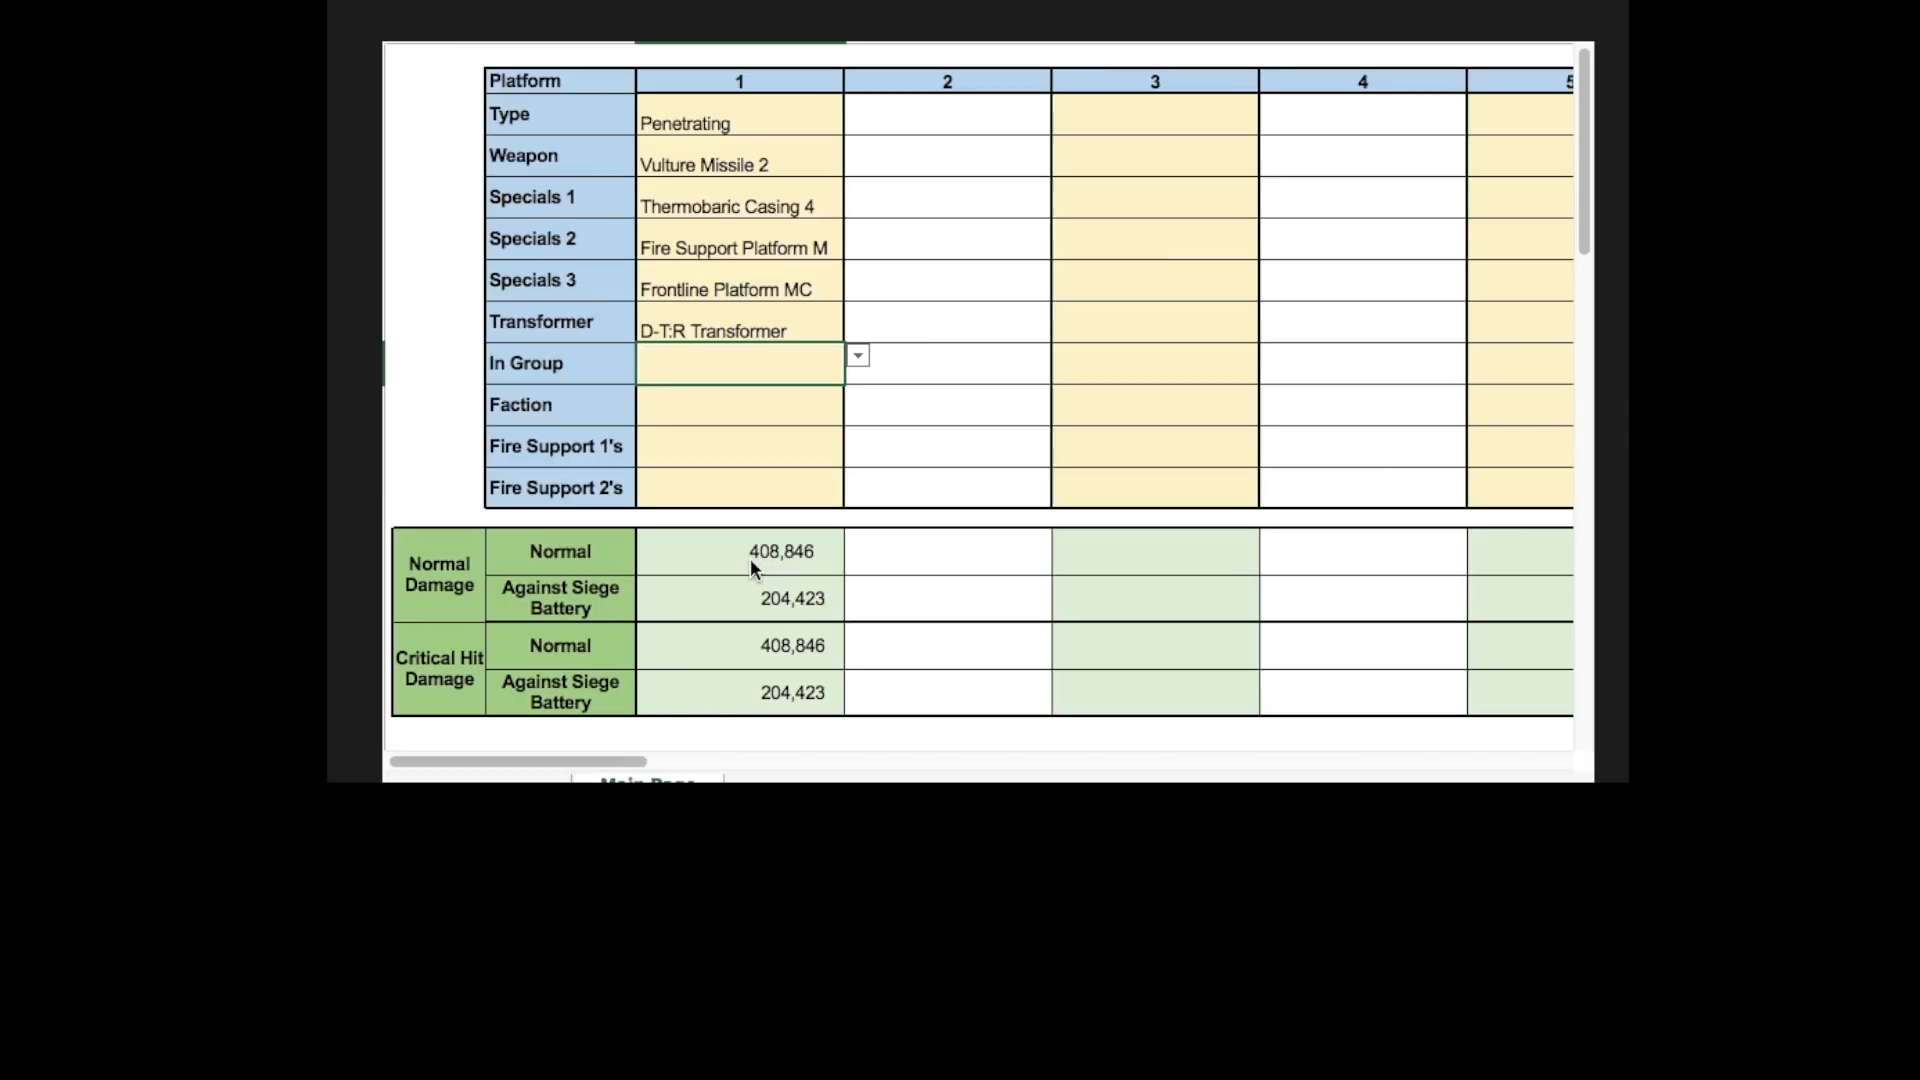 Platform 1 2 3 4 5
Type Penetrating
Weapon Vulture Missile 2
Specials 1 Thermobaric Casing 4
Specials 2 Fire Support Platform M
Specials 3 Frontline Platform MC
Transformer D-T:R Transformer
In Group
Faction
Fire Support 1's
Fire Support 2's
Normal Damage
Normal 408,846
Against Siege Battery 204,423
Critical Hit Damage
Normal 408,846
Against Siege Battery 204,423
Main Page